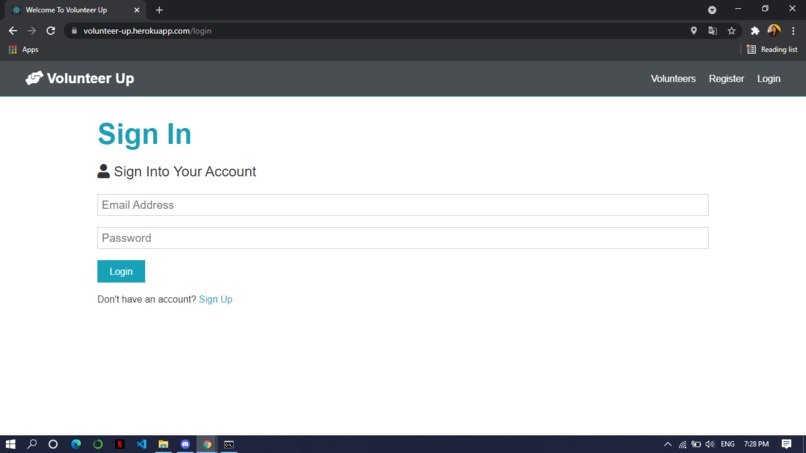 Welcome To Volunteer Up
volunteer-up.herokuapp.com/login
Apps
Reading list
Volunteer Up
Volunteers Register Login
Sign In
Sign Into Your Account
Email Address
Password
Login
Don't have an account? Sign Up
ENG 7:28 PM